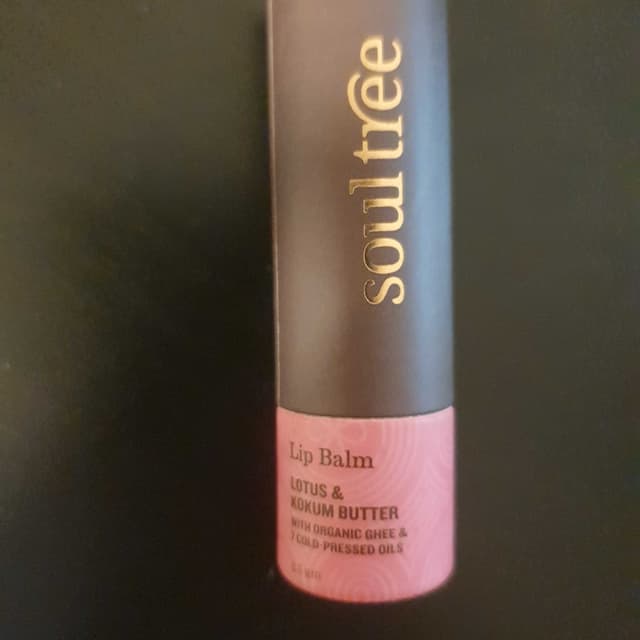 soultree
Lip Balm
LOTUS &
KOKUM BUTTER
WITH ORGANIC GHEE &
7 COLD-PRESSED OILS